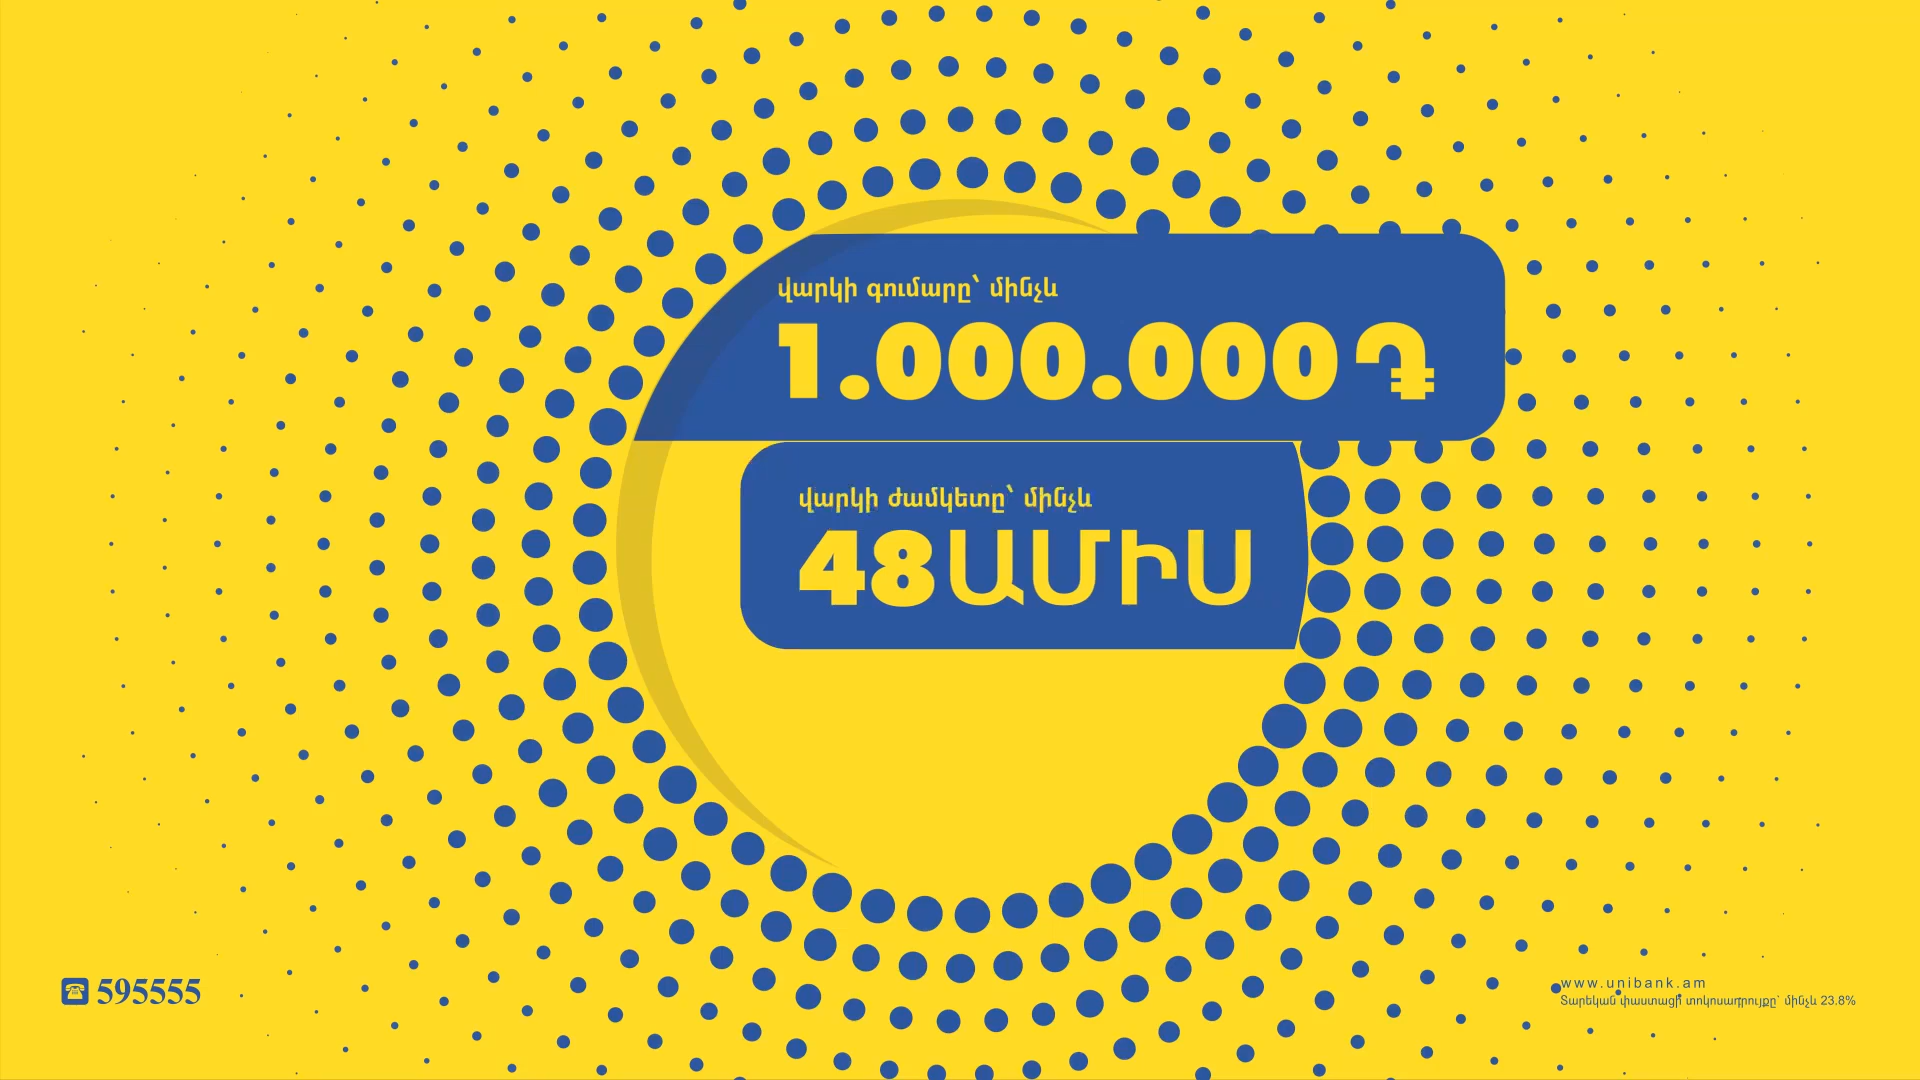 վարկի գումարը՝ մինչև
1.000.000֏
վարկի ժամկետը՝ մինչև
48ԱՄԻՍ
595555
www.unibank.am
Տարեկան փաստացի տոկոսադրույքը՝ մինչև 23.8%